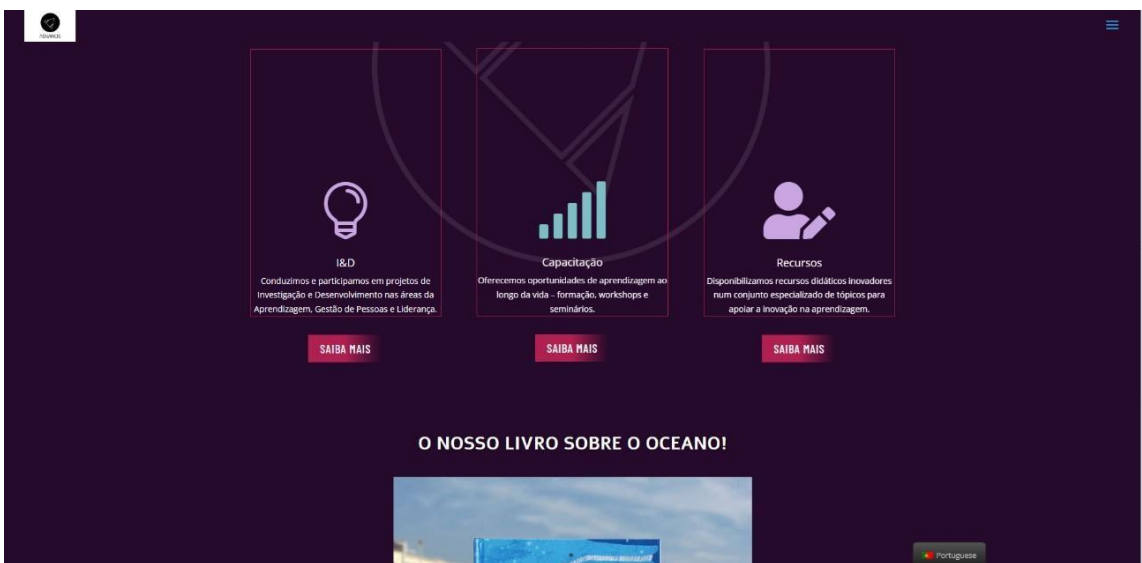 I&D
Conduzimos e participamos em projetos de
Investigação e Desenvolvimento nas áreas da
Aprendizagem, Gestão de Pessoas e Liderança.
SAIBA MAIS
Capacitação
Oferecemos oportunidades de aprendizagem ao
longo da vida – formação, workshops e
seminários.
SAIBA MAIS
Recursos
Disponibilizamos recursos didáticos inovadores
num conjunto especializado de tópicos para
apoiar a inovação na aprendizagem.
SAIBA MAIS
O NOSSO LIVRO SOBRE O OCEANO!
Portuguese